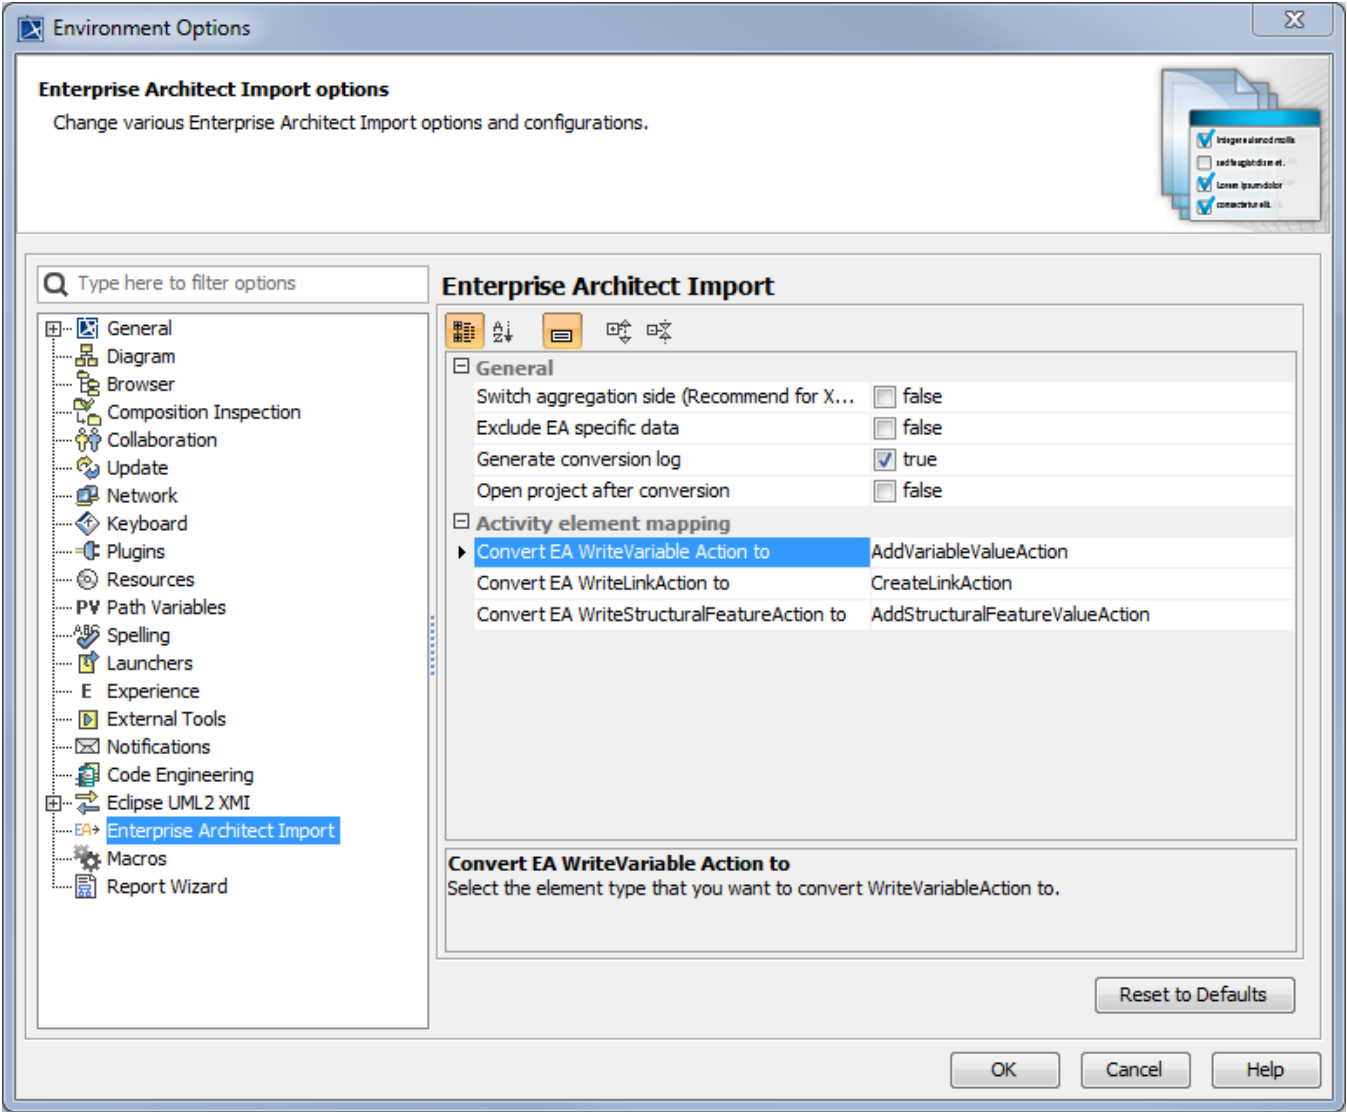 Environment Options
Enterprise Architect Import options
Change various Enterprise Architect Import options and configurations.
Lorem ipsum dolor
consectetur elit.
Type here to filter options
General
Diagram
Browser
Composition Inspection
Collaboration
Update
Network
Keyboard
Plugins
Resources
PV Path Variables
Spelling
Launchers
E Experience
External Tools
Notifications
Code Engineering
Eclipse UML2 XMI
EA Enterprise Architect Import
Macros
Report Wizard
Enterprise Architect Import
General
Switch aggregation side (Recommend for X... false
Exclude EA specific data false
Generate conversion log true
Open project after conversion false
Activity element mapping
Convert EA WriteVariable Action to AddVariableValueAction
Convert EA WriteLinkAction to CreateLinkAction
Convert EA WriteStructuralFeatureAction to AddStructuralFeatureValueAction
Convert EA WriteVariable Action to
Select the element type that you want to convert WriteVariableAction to.
Reset to Defaults
OK Cancel Help